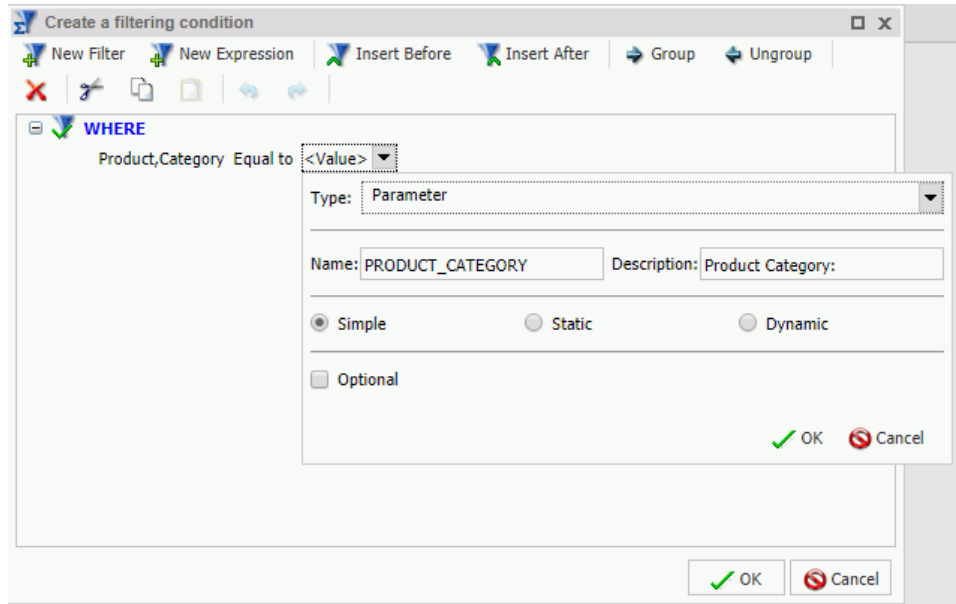 Create a filtering condition
New Filter New Expression Insert Before Insert After Group Ungroup
WHERE
Product,Category Equal to <Value>
Type: Parameter
Name: PRODUCT_CATEGORY Description: Product Category:
Simple Static Dynamic
Optional
OK Cancel
OK Cancel